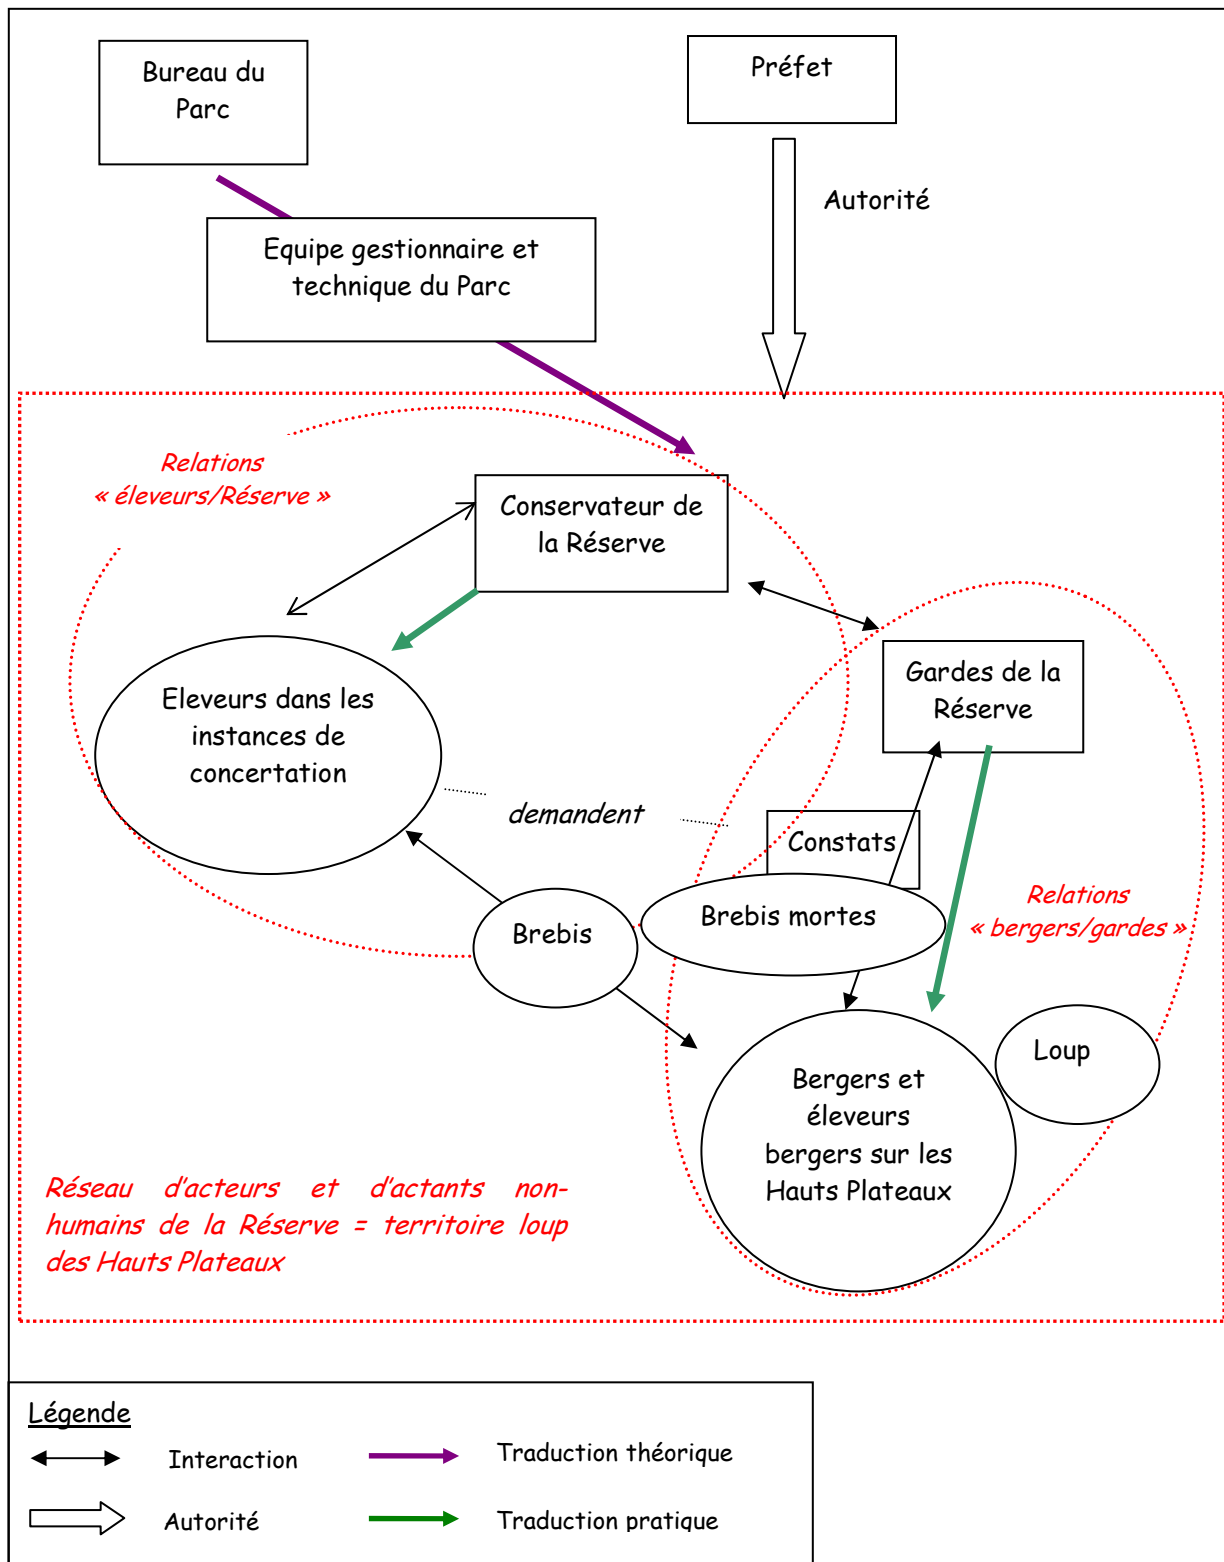 Bureau du
Parc
Préfet
Autorité
Equipe gestionnaire et
technique du Parc
Relations
« éleveurs/Réserve »
Conservateur de
la Réserve
Gardes de la
Réserve
Eleveurs dans les
instances de
concertation
demandent
Constats
Brebis mortes
Brebis
Relations
« bergers/gardes »
Loup
Bergers et
éleveurs
bergers sur les
Hauts Plateaux
Réseau d'acteurs et d'actants non-
humains de la Réserve = territoire loup
des Hauts Plateaux
Légende
Interaction
Traduction théorique
Autorité
Traduction pratique